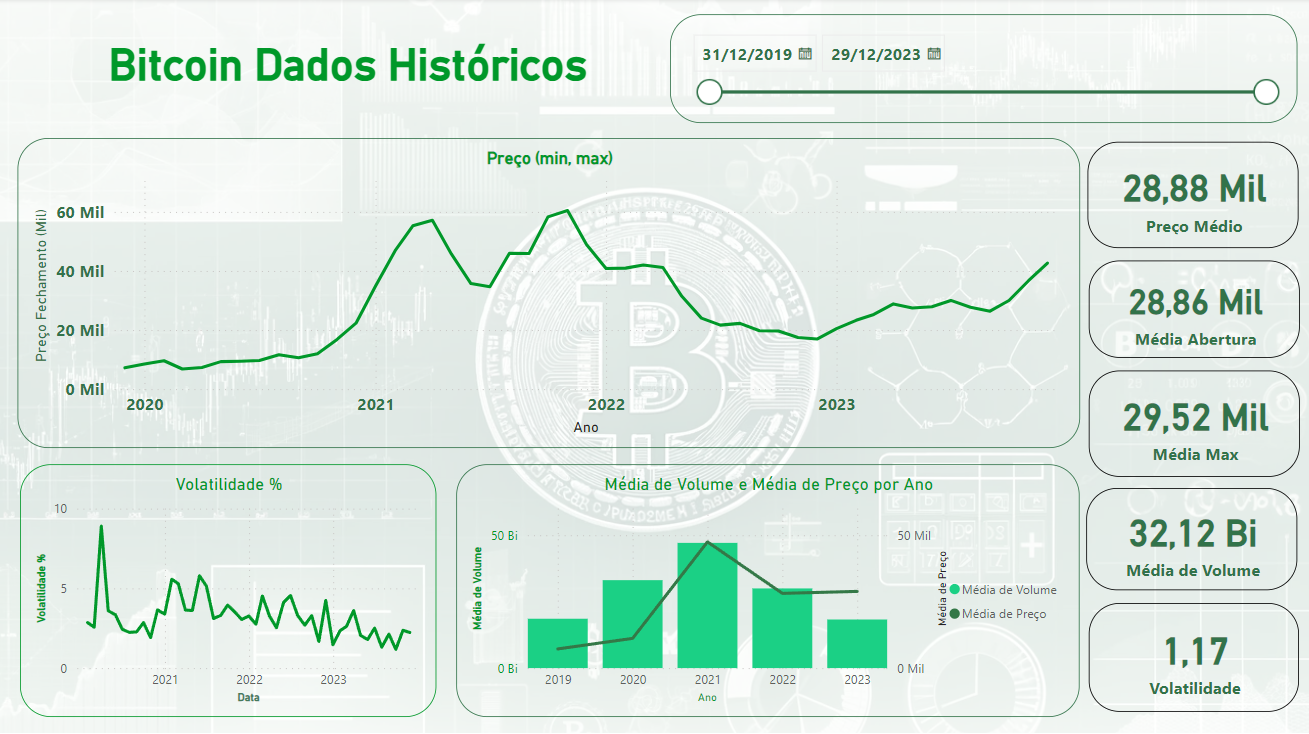 Bitcoin Dados Históricos
31/12/2019
29/12/2023
Preço (min, max)
Preço Fechamento (Mil)
60 Mil
40 Mil
20 Mil
0 Mil
2020
2021
2022
2023
Ano
28,88 Mil
Preço Médio
28,86 Mil
Média Abertura
29,52 Mil
Média Max
32,12 Bi
Média de Volume
1,17
Volatilidade
Volatilidade %
Volatilidade %
10
5
0
2021
2022
2023
Data
Média de Volume e Média de Preço por Ano
Média de Volume
50 Bi
0 Bi
2019
2020
2021
2022
2023
Ano
50 Mil
0 Mil
Média de Preço
Média de Volume
Média de Preço